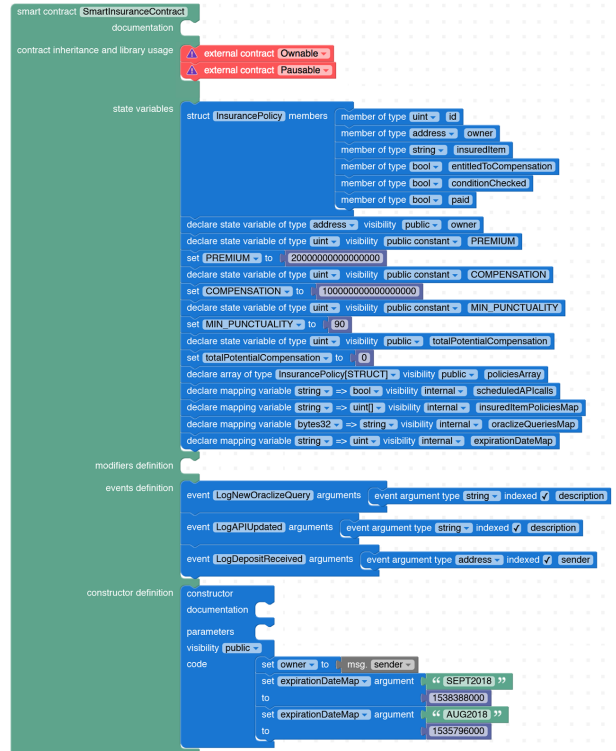 smart contract SmartInsuranceContract
documentation
contract inheritance and library usage
external contract Ownable
external contract Pausable
state variables
struct InsurancePolicy members
member of type uint id
member of type address owner
member of type string insuredItem
member of type bool entitledToCompensation
member of type bool conditionChecked
member of type bool paid
declare state variable of type address visibility public owner
declare state variable of type uint visibility public constant PREMIUM
set PREMIUM to 20000000000000000
declare state variable of type uint visibility public constant COMPENSATION
set COMPENSATION to 100000000000000000
declare state variable of type uint visibility public constant MIN_PUNCTUALITY
set MIN_PUNCTUALITY to 90
declare state variable of type uint visibility public totalPotentialCompensation
set totalPotentialCompensation to 0
declare array of type InsurancePolicy[STRUCT] visibility public policiesArray
declare mapping variable string => bool visibility internal scheduledAPIcalls
declare mapping variable string => uint[] visibility internal insuredItemPoliciesMap
declare mapping variable bytes32 => string visibility internal oraclizeQueriesMap
declare mapping variable string => uint visibility internal expirationDateMap
modifiers definition
events definition
event LogNewOraclizeQuery arguments event argument type string indexed description
event LogAPIUpdated arguments event argument type string indexed description
event LogDepositReceived arguments event argument type address indexed sender
constructor definition
constructor
documentation
parameters
visibility public
code
set owner to msg. sender
set expirationDateMap argument “ SEPT2018 ”
to 1538388000
set expirationDateMap argument “ AUG2018 ”
to 1535796000